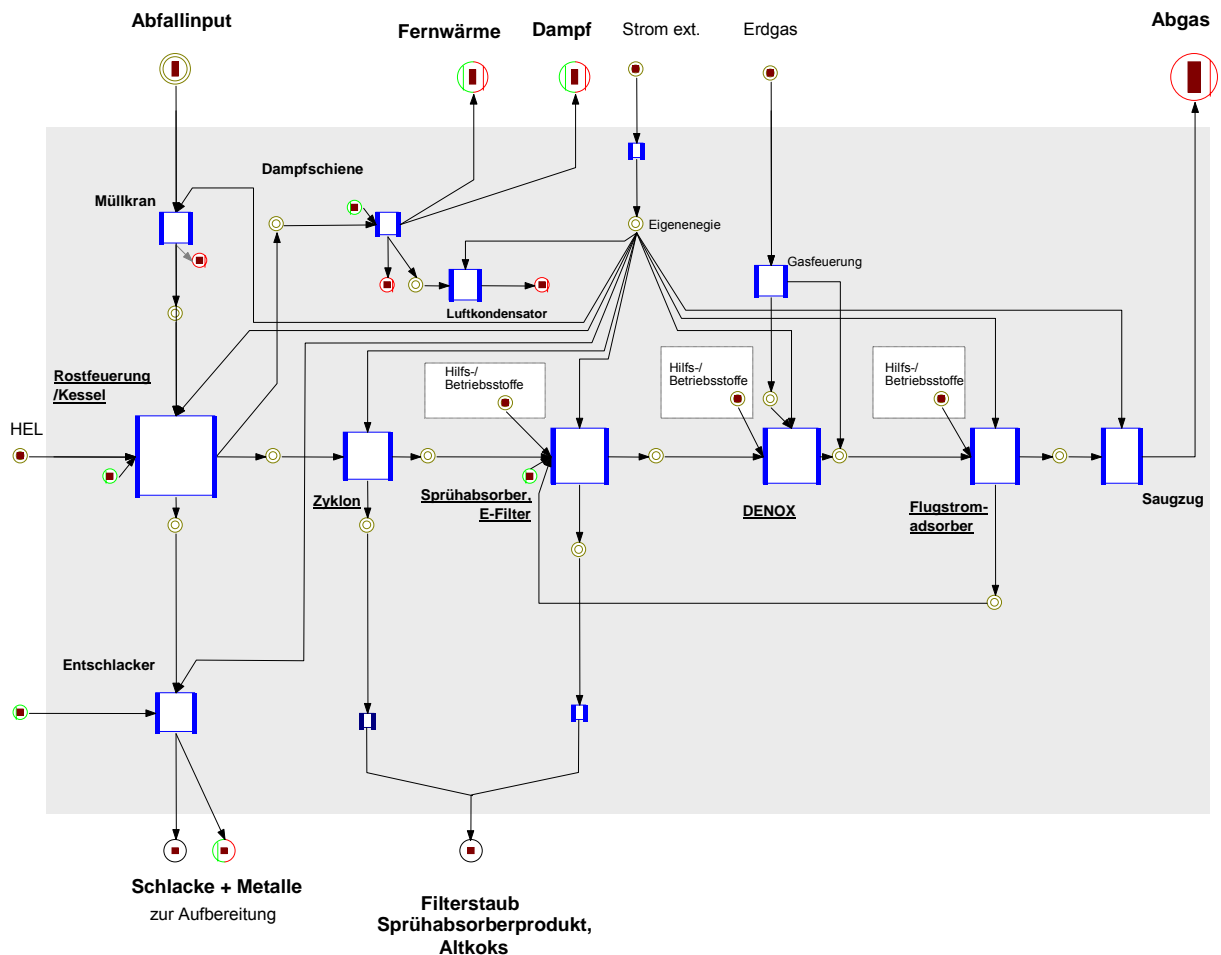 Abfallinput
Fernwärme
Dampf
Strom ext.
Erdgas
Abgas
Dampfschiene
Müllkran
Eigenenegie
Gasfeuerung
Luftkondensator
Rostfeuerung
/Kessel
Hilfs-/
Betriebsstoffe
Hilfs-/
Betriebsstoffe
Hilfs-/
Betriebsstoffe
HEL
Zyklon
Sprühabsorber,
E-Filter
DENOX
Flugstrom-
adsorber
Saugzug
Entschlacker
Schlacke + Metalle
zur Aufbereitung
Filterstaub
Sprühabsorberprodukt,
Altkoks